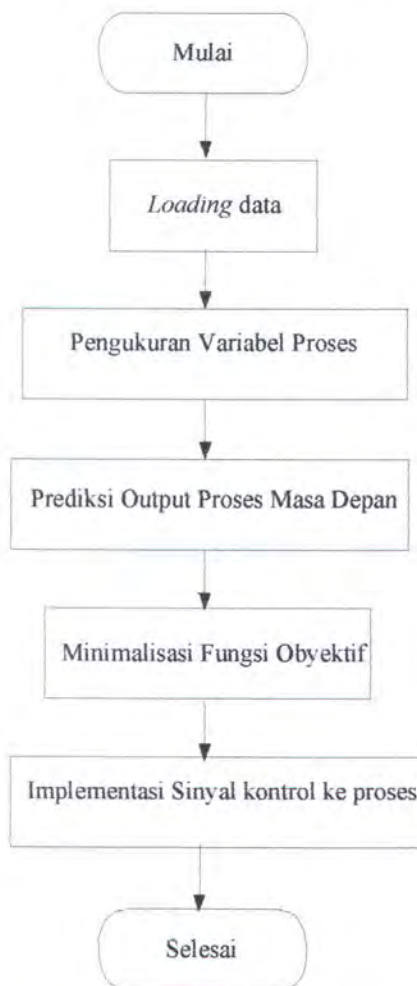 Mulai
Loading data
Pengukuran Variabel Proses
Prediksi Output Proses Masa Depan
Minimalisasi Fungsi Obyektif
Implementasi Sinyal kontrol ke proses
Selesai